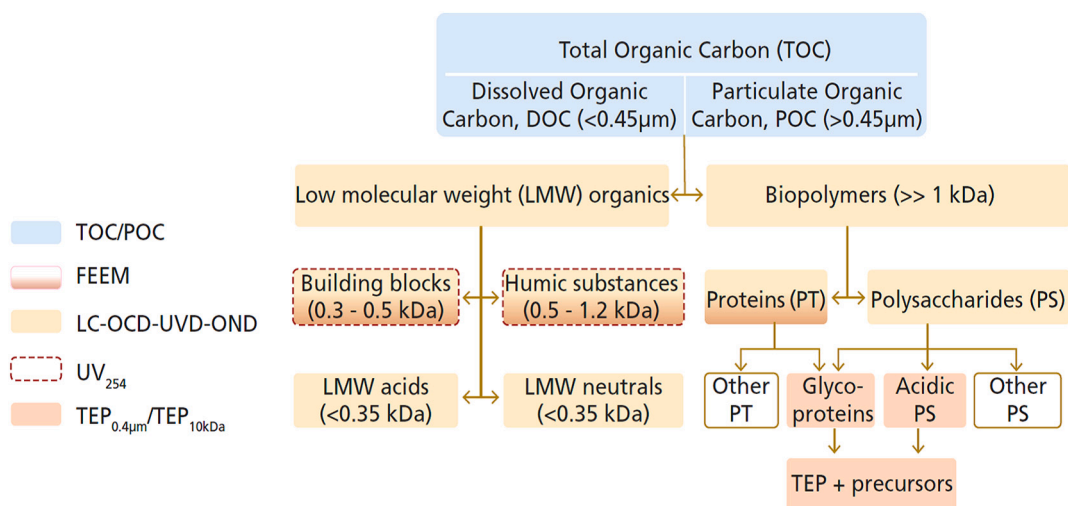 Total Organic Carbon (TOC)
Dissolved Organic
Carbon, DOC (<0.45µm)
Particulate Organic
Carbon, POC (>0.45µm)
Low molecular weight (LMW) organics
Biopolymers (>> 1 kDa)
TOC/POC
FEEM
LC-OCD-UVD-OND
UV254
TEP0.4µm/TEP10kDa
Building blocks
(0.3 - 0.5 kDa)
Humic substances
(0.5 - 1.2 kDa)
Proteins (PT)
Polysaccharides (PS)
LMW acids
(<0.35 kDa)
LMW neutrals
(<0.35 kDa)
Other
PT
Glyco-
proteins
Acidic
PS
Other
PS
TEP + precursors